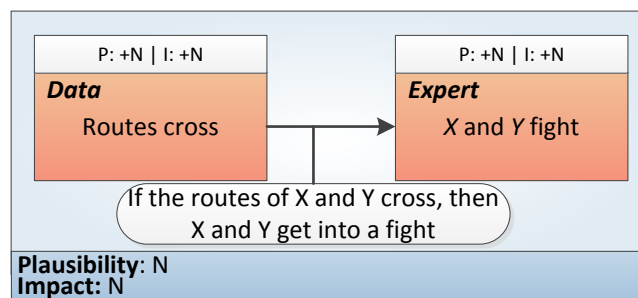 P: +N | I: +N
Data
Routes cross
P: +N | I: +N
Expert
X and Y fight
If the routes of X and Y cross, then
X and Y get into a fight
Plausibility: N
Impact: N